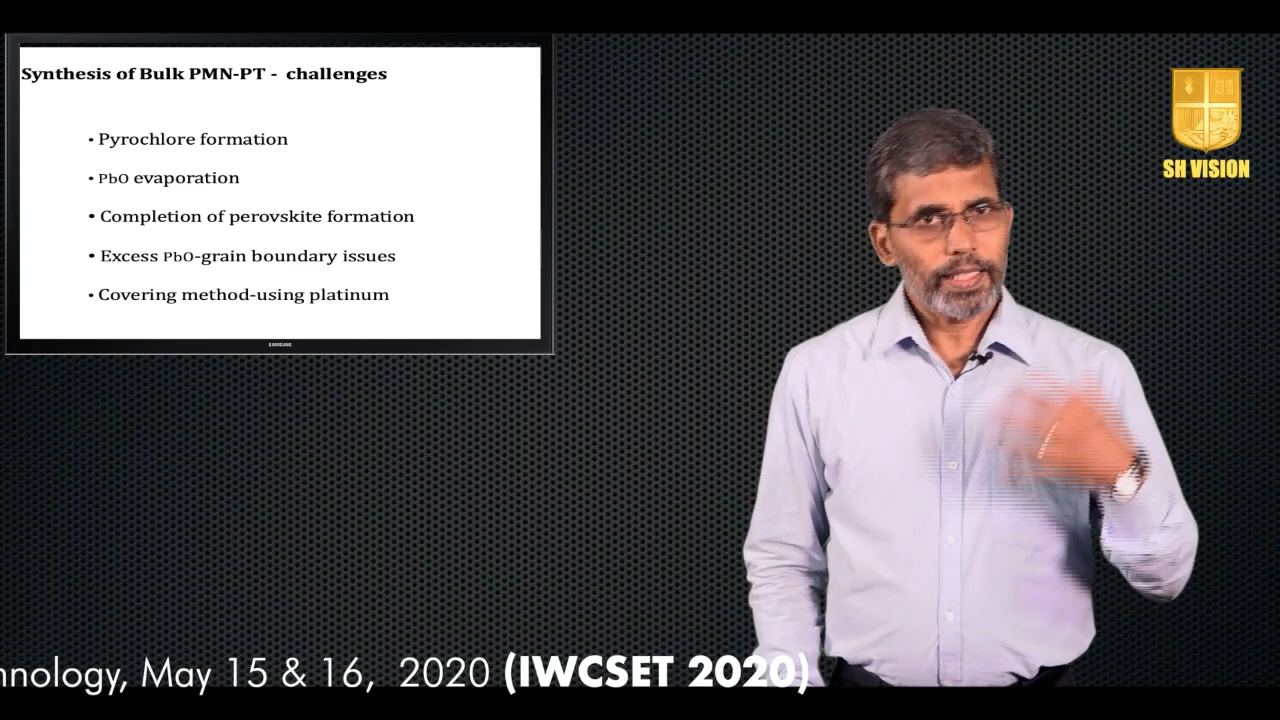 Synthesis of Bulk PMN-PT - challenges
• Pyrochlore formation
• PbO evaporation
• Completion of perovskite formation
• Excess PbO-grain boundary issues
• Covering method-using platinum
SAMSUNG
SH VISION
hnology, May 15 & 16, 2020 (IWCSET 2020)